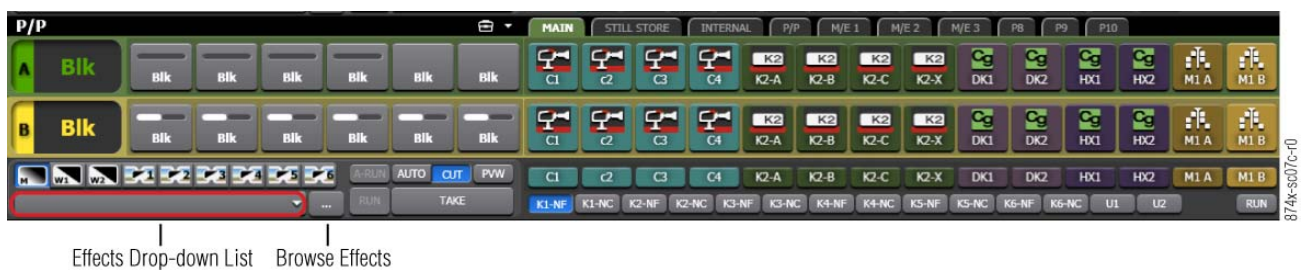 P/P MAIN STILL STORE INTERNAL P/P M/E 1 M/E 2 M/E 3 P8 P9 P10
K2 K2 K2 K2 Cg Cg Cg Cg
A Blk Blk Blk Blk Blk Blk Blk C1 c2 C3 C4 K2-A K2-B K2-C K2-X DK1 DK2 HX1 HX2 M1 A M1 B
K2 K2 K2 K2 Cg Cg Cg Cg
B Blk Blk Blk Blk Blk Blk Blk C1 c2 C3 C4 K2-A K2-B K2-C K2-X DK1 DK2 HX1 HX2 M1 A M1 B
M W1 W2 1 2 3 4 5 6 A-RUN AUTO CUT PVW C1 c2 C3 C4 K2-A K2-B K2-C K2-X DK1 DK2 HX1 HX2 M1 A M1 B
... RUN TAKE K1-NF K1-NC K2-NF K2-NC K3-NF K3-NC K4-NF K4-NC K5-NF K5-NC K6-NF K6-NC U1 U2 RUN
874x-sc07c-r0
Effects Drop-down List Browse Effects